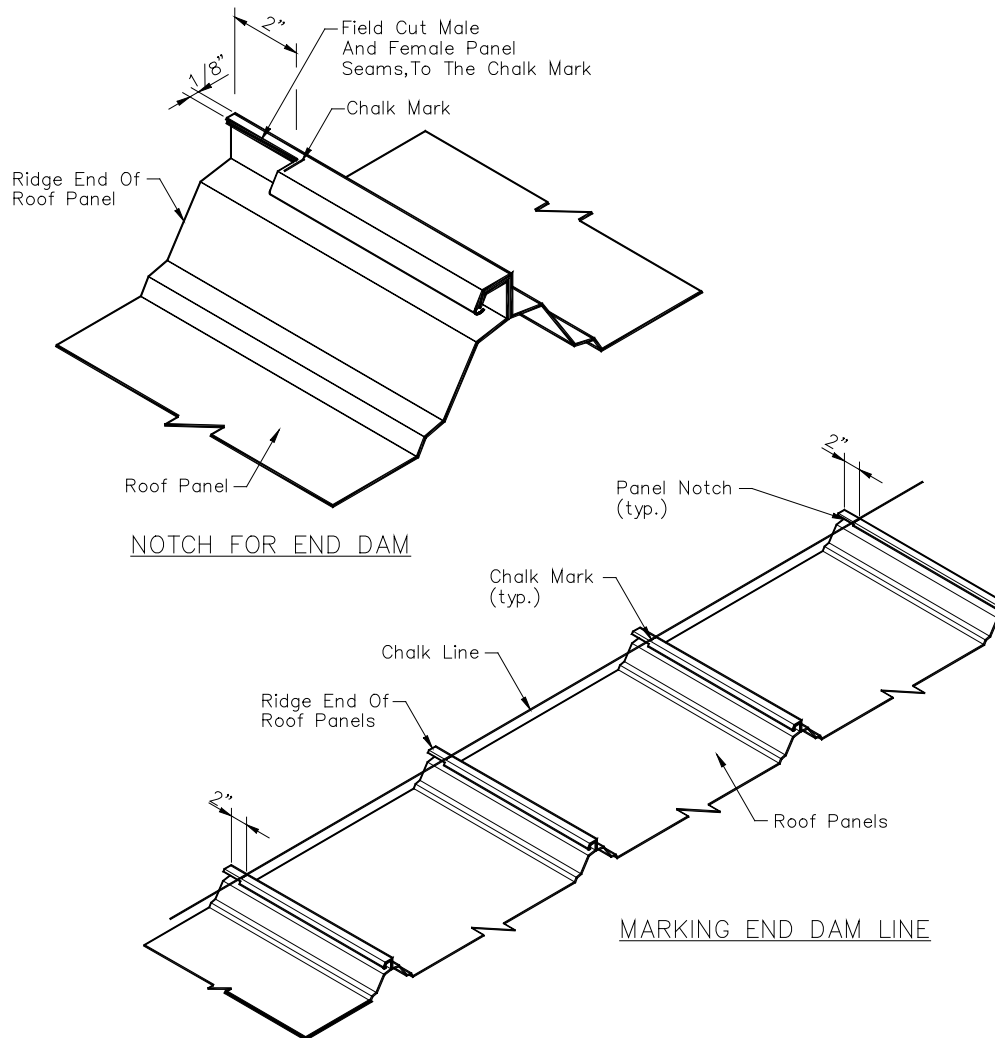 2"
1/8"
Field Cut Male
And Female Panel
Seams,To The Chalk Mark
Chalk Mark
Ridge End Of
Roof Panel
Roof Panel
NOTCH FOR END DAM
2"
Panel Notch
(typ.)
Chalk Mark
(typ.)
Chalk Line
Ridge End Of
Roof Panels
2"
Roof Panels
MARKING END DAM LINE